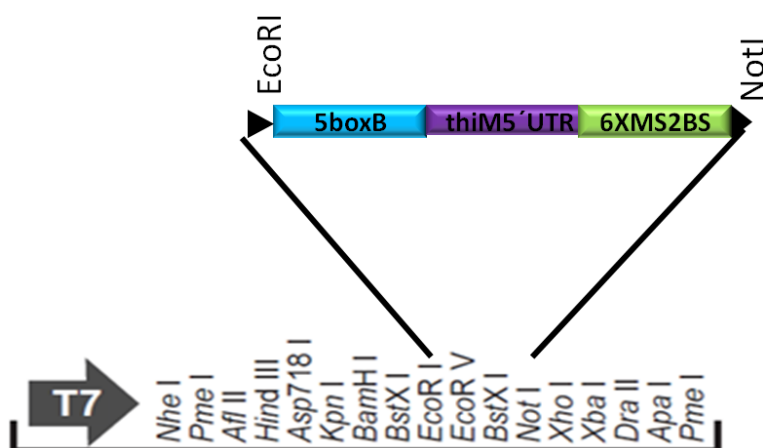 EcoRI
NotI
5boxB
thiM5´UTR
6XMS2BS
T7
Nhe I
Pme I
Afl II
Hind III
Asp718 I
Kpn I
BamH I
BstX I
EcoR I
EcoR V
BstX I
Not I
Xho I
Xba I
Dra II
Apa I
Pme I